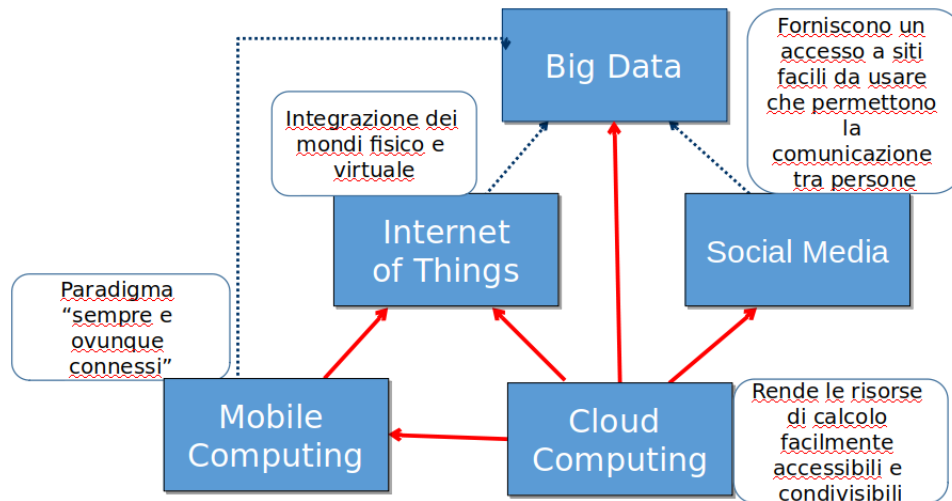 Big Data
Forniscono un
accesso a siti
facili da usare
che permettono
la
comunicazione
tra persone
Integrazione dei
mondi fisico e
virtuale
Internet
of Things
Social Media
Paradigma
“sempre e
ovunque
connessi”
Mobile
Computing
Cloud
Computing
Rende le risorse
di calcolo
facilmente
accessibili e
condivisibili